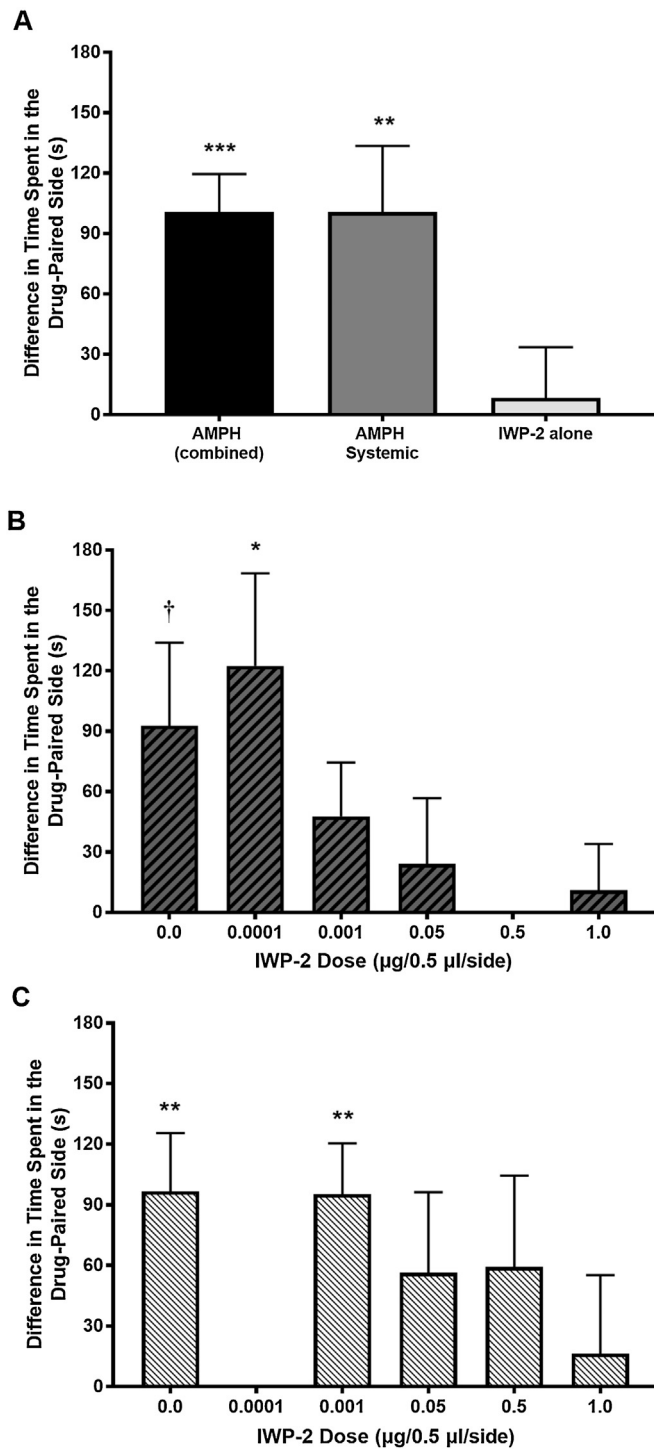 A
Difference in Time Spent in the
Drug-Paired Side (s)
180
150
120
90
60
30
0
***
**
AMPH
(combined)
AMPH
Systemic
IWP-2 alone
B
Difference in Time Spent in the
Drug-Paired Side (s)
180
150
120
90
60
30
0
†
*
0.0 0.0001 0.001 0.05 0.5 1.0
IWP-2 Dose (µg/0.5 µl/side)
C
Difference in Time Spent in the
Drug-Paired Side (s)
180
150
120
90
60
30
0
**
**
0.0 0.0001 0.001 0.05 0.5 1.0
IWP-2 Dose (µg/0.5 µl/side)